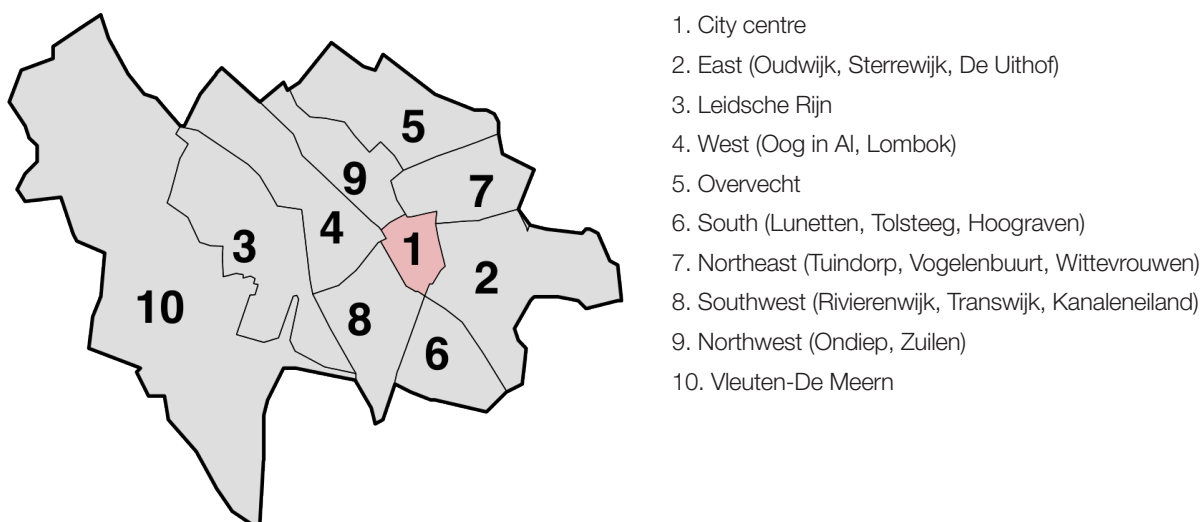 1. City centre
2. East (Oudwijk, Sterrewijk, De Uithof)
3. Leidsche Rijn
4. West (Oog in Al, Lombok)
5. Overvecht
6. South (Lunetten, Tolsteeg, Hoograven)
7. Northeast (Tuindorp, Vogelenbuurt, Wittevrouwen)
8. Southwest (Rivierenwijk, Transwijk, Kanaleneiland)
9. Northwest (Ondiep, Zuilen)
10. Vleuten-De Meern
5
9
7
4
3
1
2
10
8
6